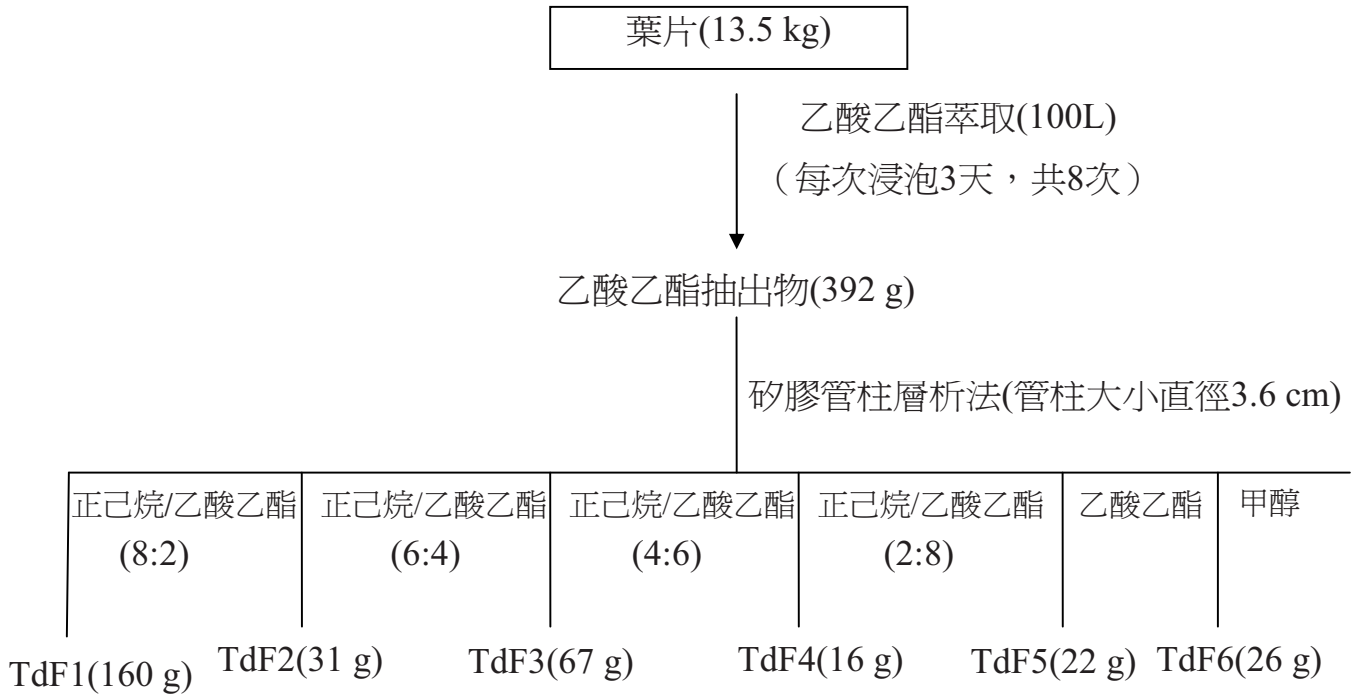 葉片(13.5 kg)
乙酸乙酯萃取(100L)
（每次浸泡3天，共8次）
乙酸乙酯抽出物(392 g)
矽膠管柱層析法(管柱大小直徑3.6 cm)
正己烷/乙酸乙酯
(8:2)
正己烷/乙酸乙酯
(6:4)
正己烷/乙酸乙酯
(4:6)
正己烷/乙酸乙酯
(2:8)
乙酸乙酯
甲醇
TdF1(160 g)
TdF2(31 g)
TdF3(67 g)
TdF4(16 g)
TdF5(22 g)
TdF6(26 g)